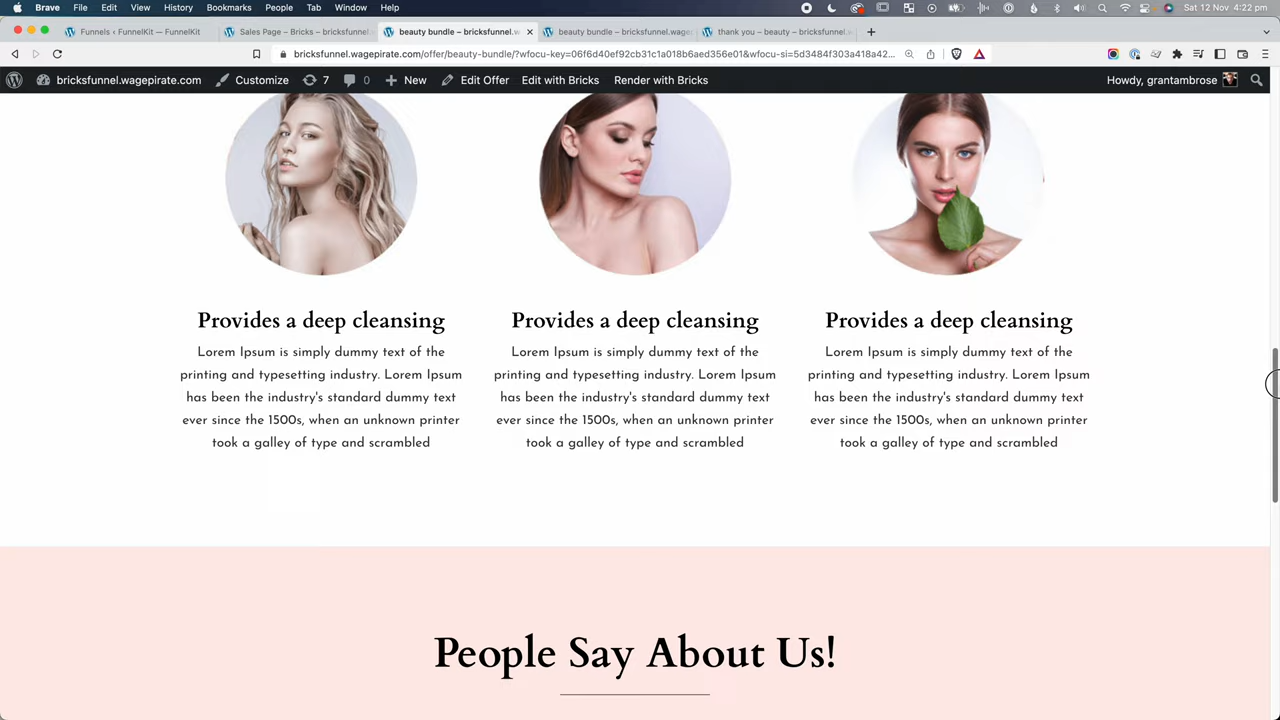 Brave File Edit View History Bookmarks People Tab Window Help
Sat 12 Nov 4:22 pm
Funnels ‹ FunnelKit — FunnelKit
Sales Page – Bricks – bricksfunnel.
beauty bundle – bricksfunnel.w
beauty bundle – bricksfunnel.wage
thank you – beauty – bricksfunnel.
bricksfunnel.wagepirate.com/offer/beauty-bundle/?wfocu-key=06f6d40ef92cb31c1a018b6aed356e01&wfocu-si=5d3484f303a418a42...
bricksfunnel.wagepirate.com Customize 7 0 New Edit Offer Edit with Bricks Render with Bricks
Howdy, grantambrose
Provides a deep cleansing
Lorem Ipsum is simply dummy text of the
printing and typesetting industry. Lorem Ipsum
has been the industry's standard dummy text
ever since the 1500s, when an unknown printer
took a galley of type and scrambled
Provides a deep cleansing
Lorem Ipsum is simply dummy text of the
printing and typesetting industry. Lorem Ipsum
has been the industry's standard dummy text
ever since the 1500s, when an unknown printer
took a galley of type and scrambled
Provides a deep cleansing
Lorem Ipsum is simply dummy text of the
printing and typesetting industry. Lorem Ipsum
has been the industry's standard dummy text
ever since the 1500s, when an unknown printer
took a galley of type and scrambled
People Say About Us!